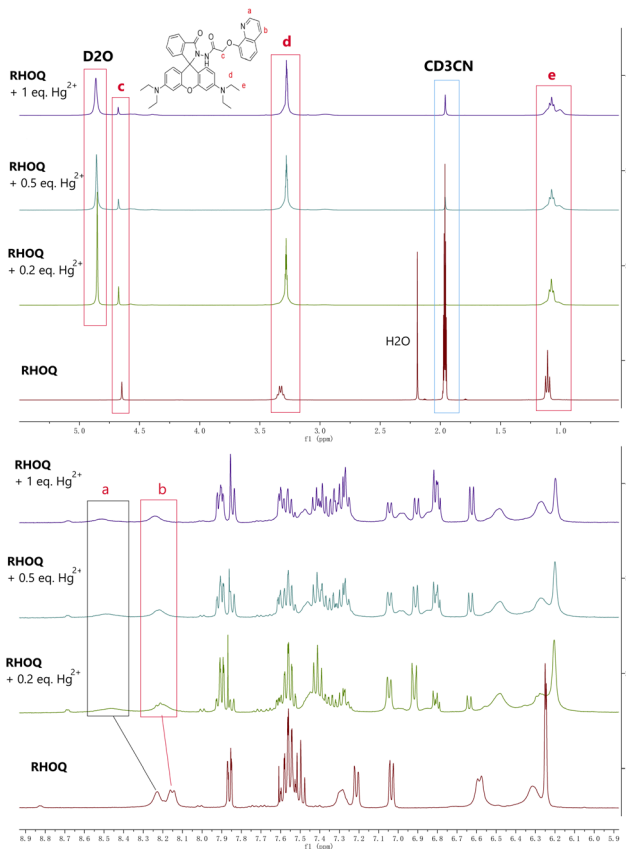 D2O
c
d
CD3CN
e
RHOQ
+ 1 eq. Hg2+
RHOQ
+ 0.5 eq. Hg2+
RHOQ
+ 0.2 eq. Hg2+
H2O
RHOQ
N
a
b
O
N-NH
O
O
c
d
e
N
O
N
5.0 4.5 4.0 3.5 3.0 2.5 2.0 1.5 1.0
f1 (ppm)
RHOQ
+ 1 eq. Hg2+
a
b
RHOQ
+ 0.5 eq. Hg2+
RHOQ
+ 0.2 eq. Hg2+
RHOQ
8.9 8.8 8.7 8.6 8.5 8.4 8.3 8.2 8.1 8.0 7.9 7.8 7.7 7.6 7.5 7.4 7.3 7.2 7.1 7.0 6.9 6.8 6.7 6.6 6.5 6.4 6.3 6.2 6.1 6.0 5.9
f1 (ppm)